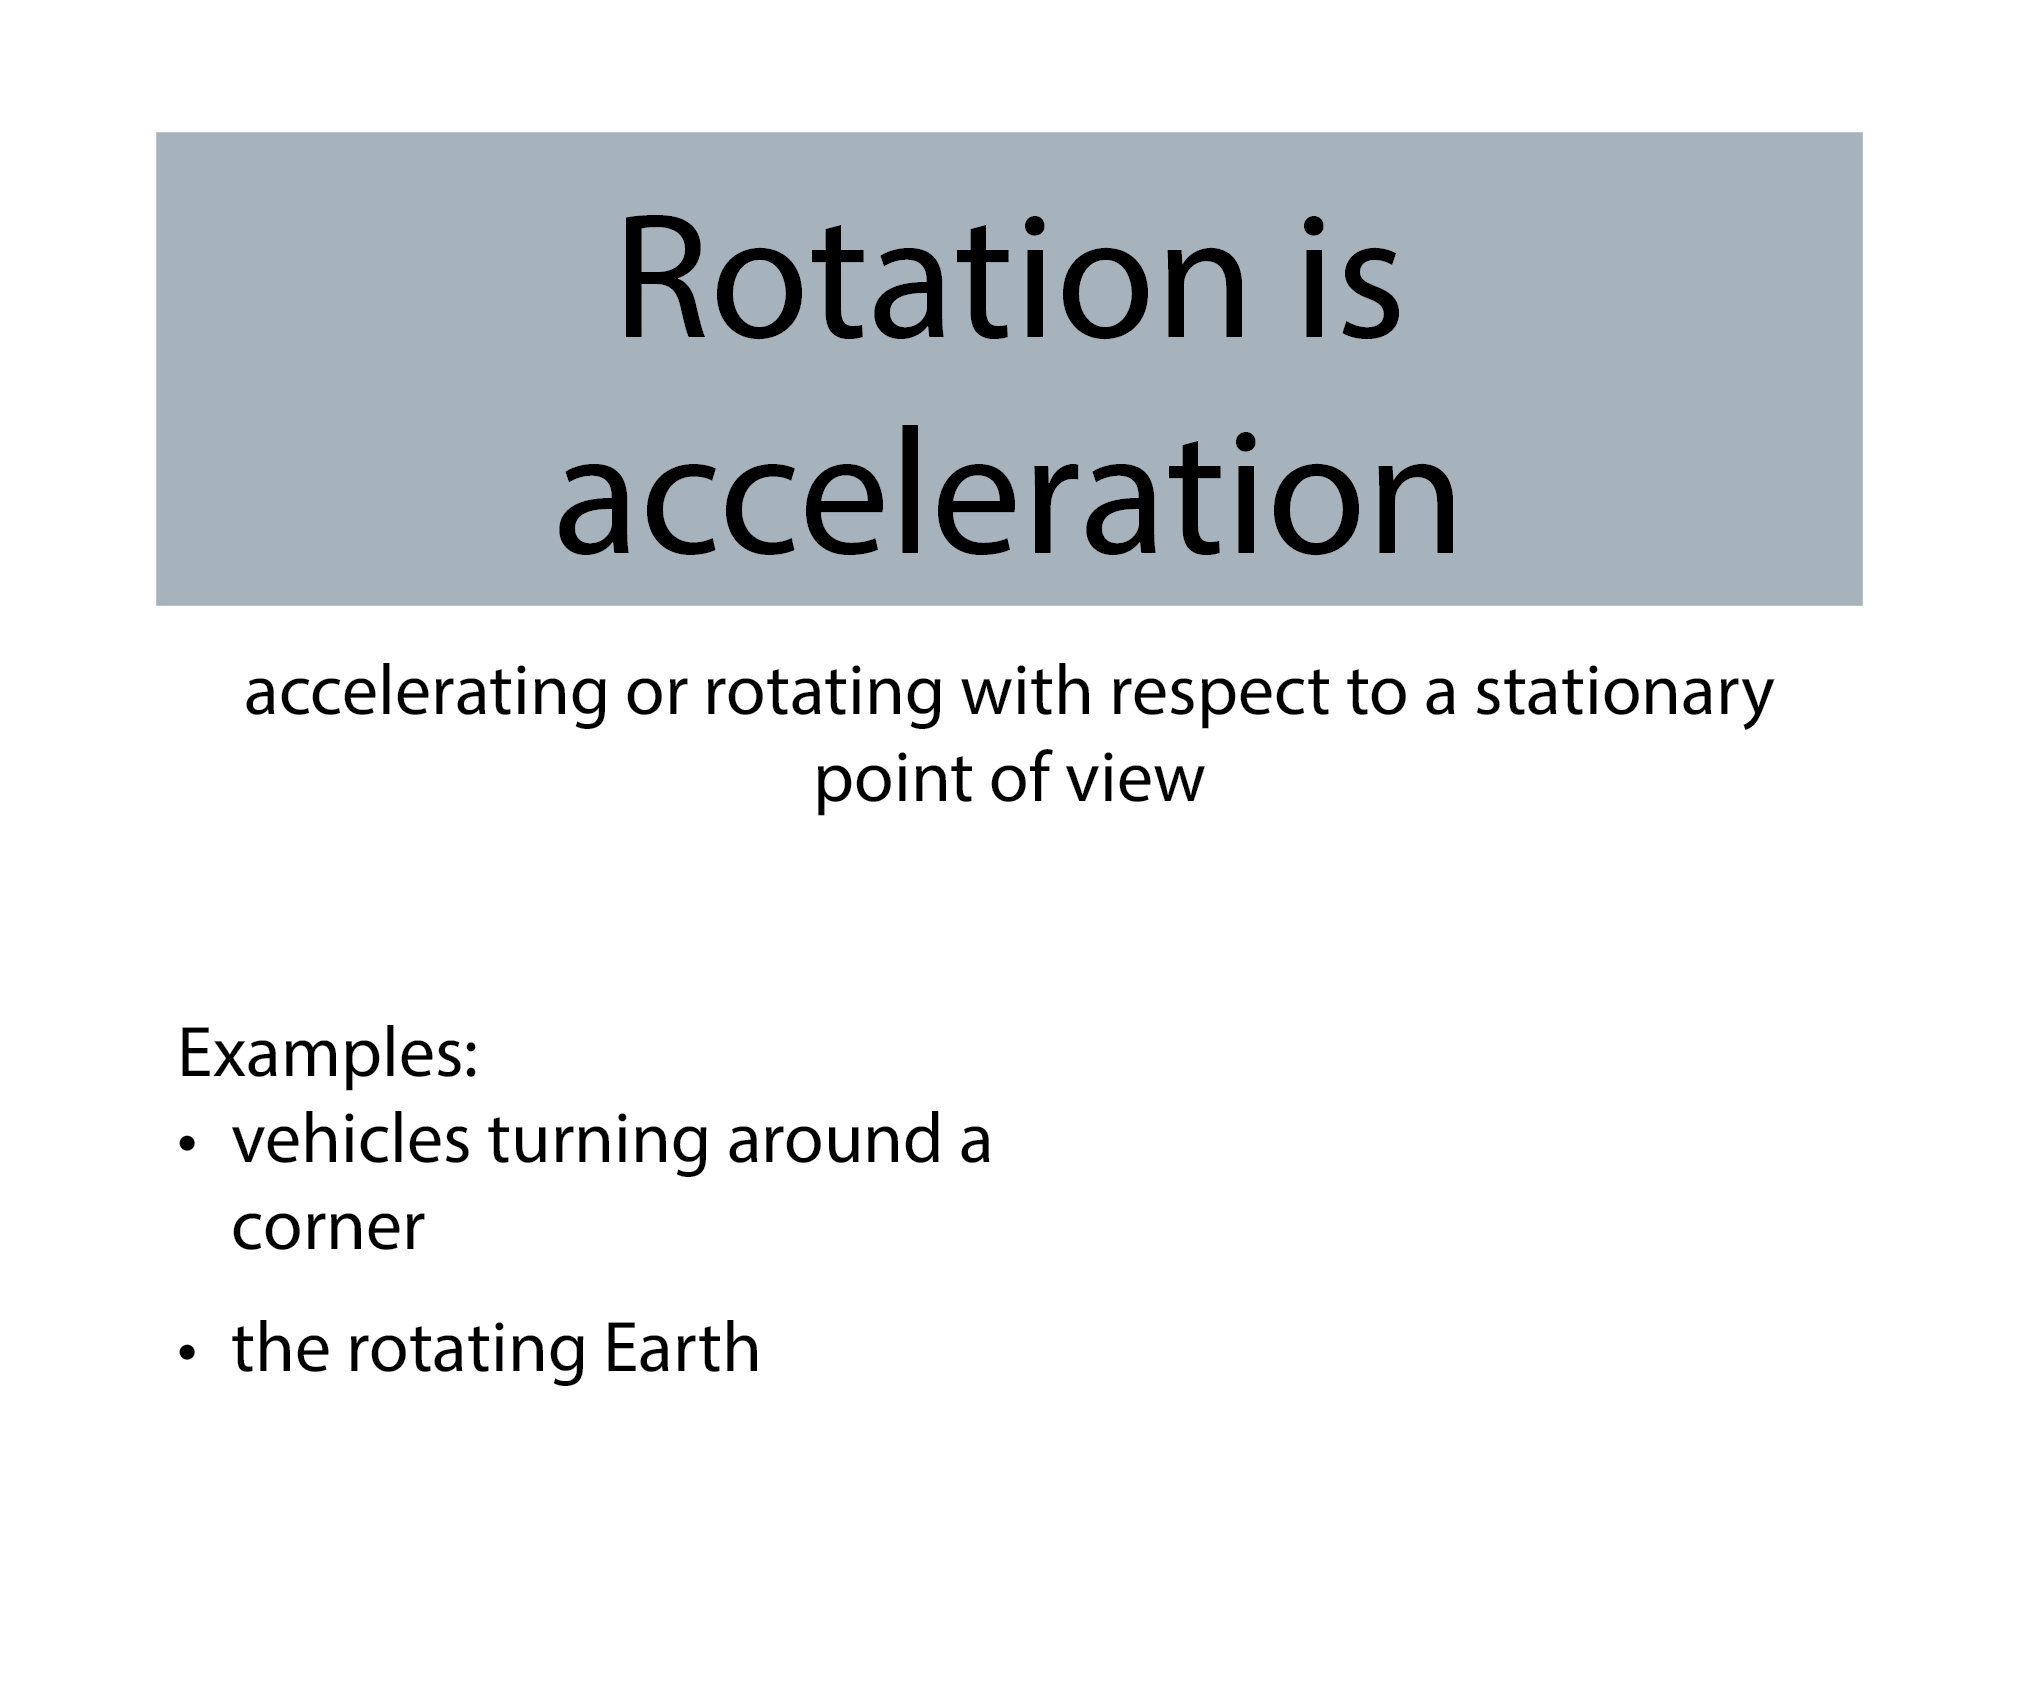 Rotation is
acceleration
accelerating or rotating with respect to a stationary
point of view
Examples:
• vehicles turning around a
corner
• the rotating Earth